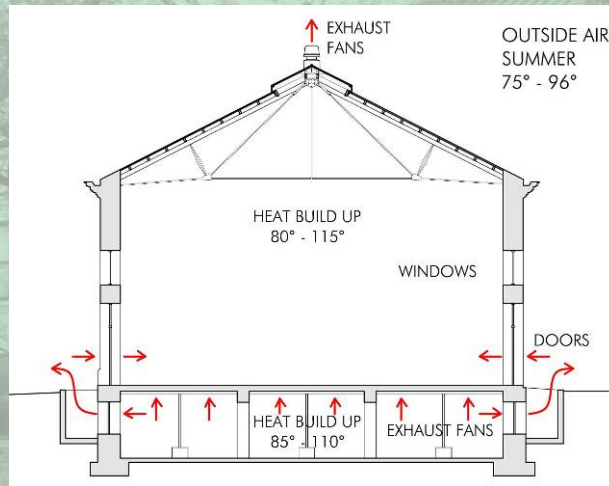 EXHAUST
FANS
OUTSIDE AIR
SUMMER
75° - 96°
HEAT BUILD UP
80° - 115°
WINDOWS
DOORS
HEAT BUILD UP
85° - 110°
EXHAUST FANS